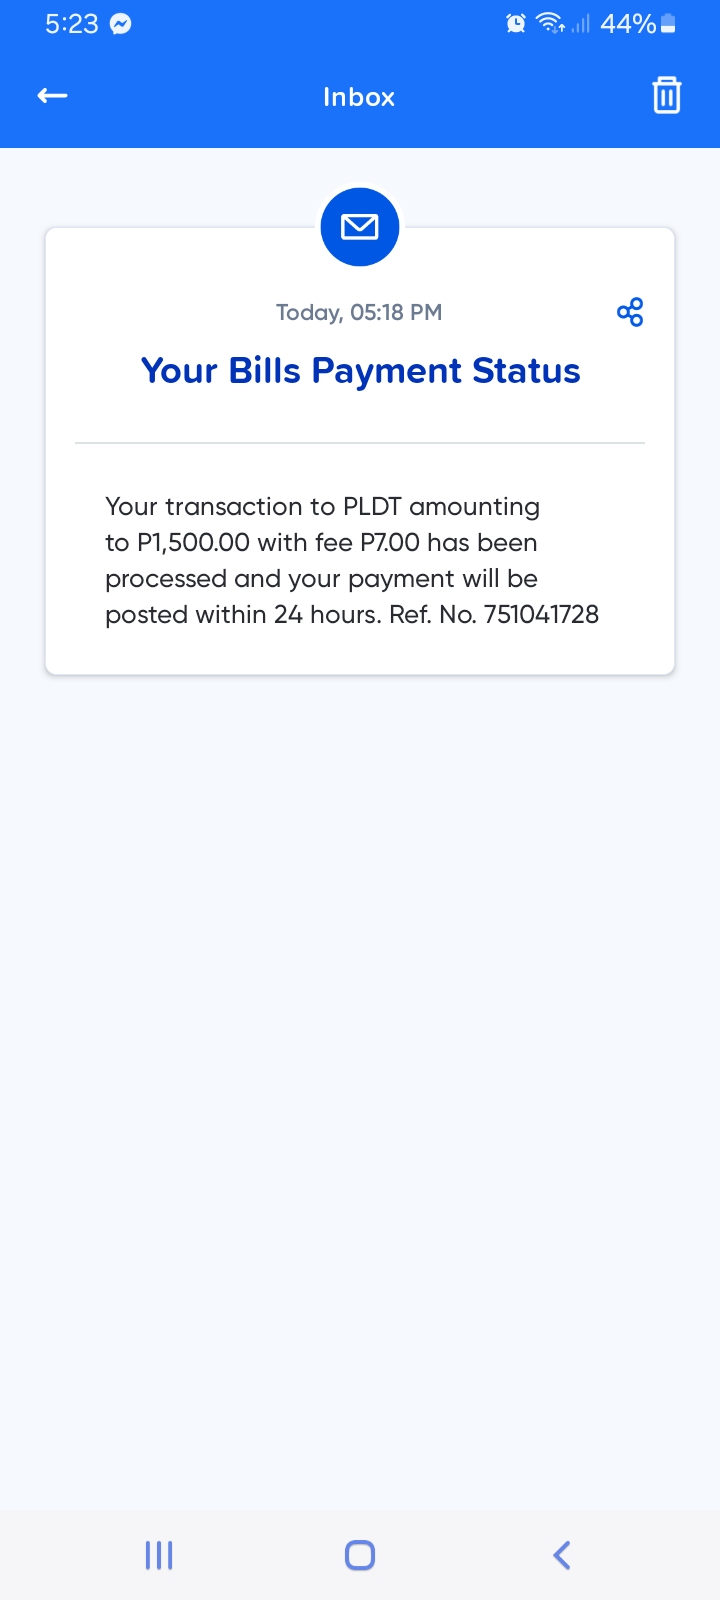 5:23
44%
Inbox
Today, 05:18 PM
Your Bills Payment Status
Your transaction to PLDT amounting
to P1,500.00 with fee P7.00 has been
processed and your payment will be
posted within 24 hours. Ref. No. 751041728